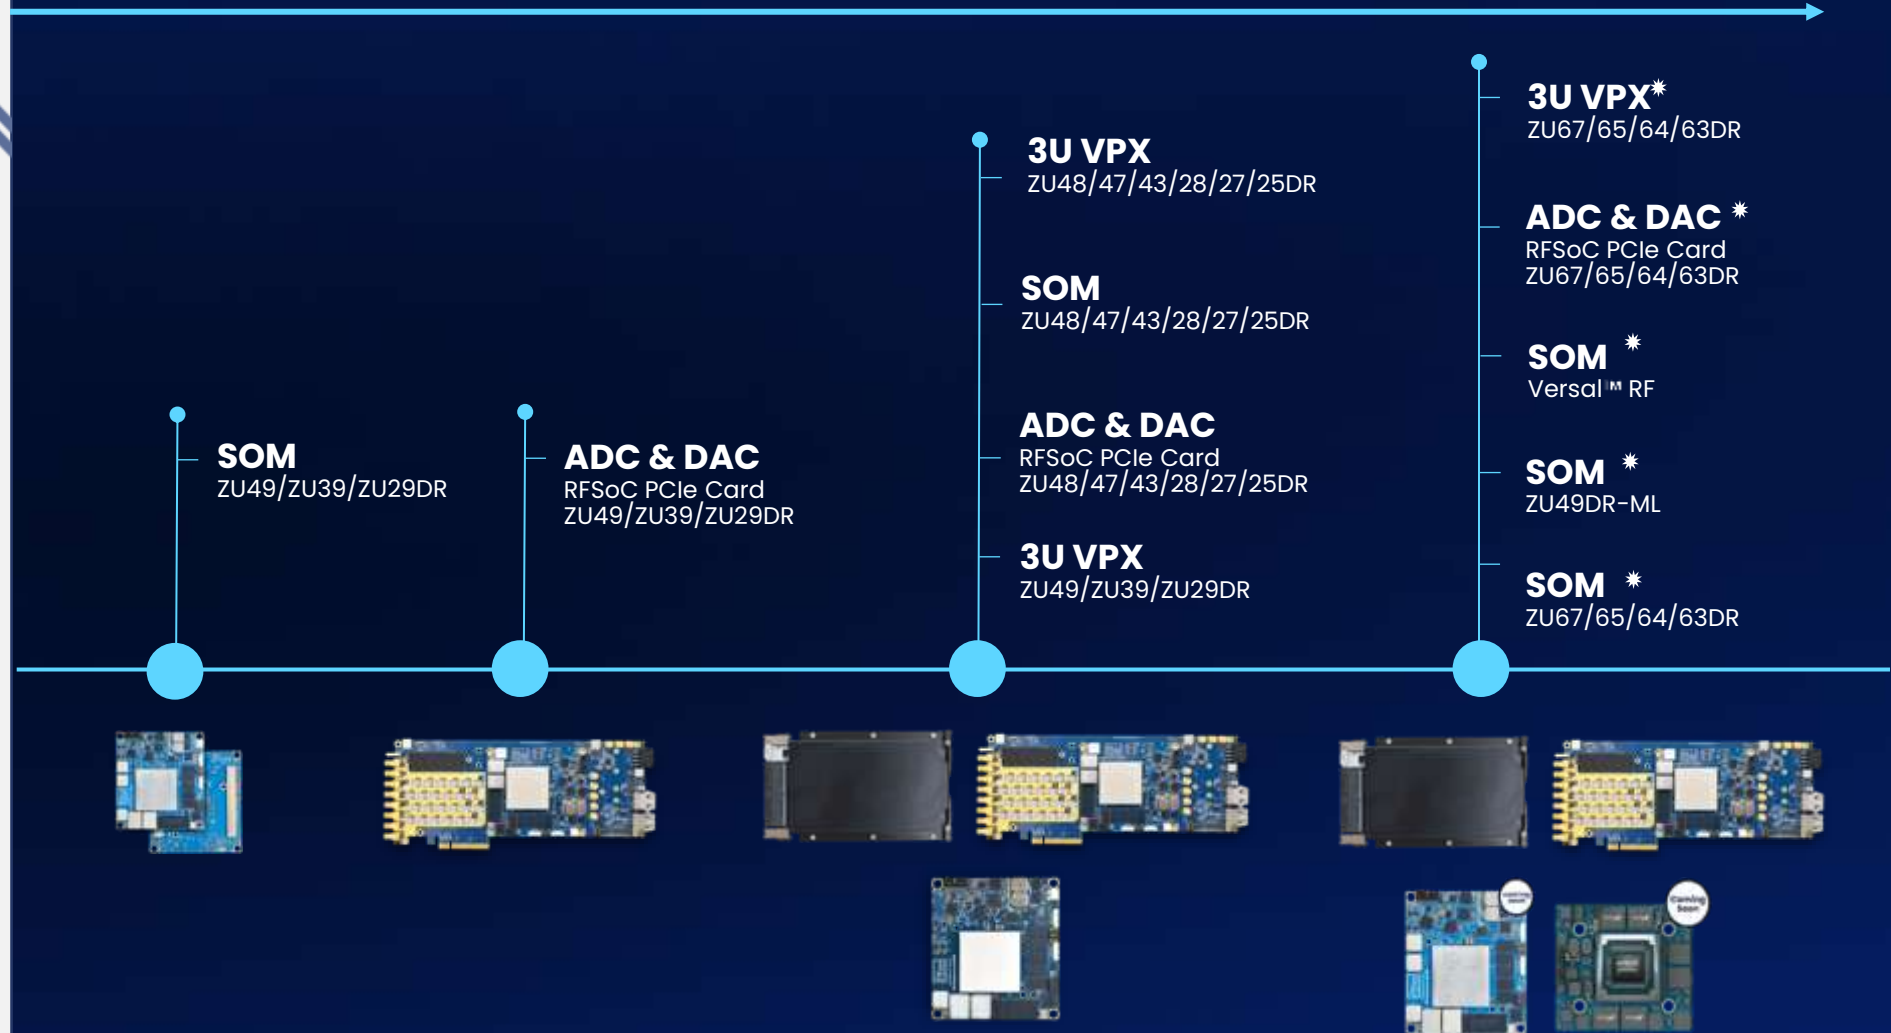 SOM
ZU49/ZU39/ZU29DR
ADC & DAC
RFSoC PCIe Card
ZU49/ZU39/ZU29DR
3U VPX
ZU48/47/43/28/27/25DR
SOM
ZU48/47/43/28/27/25DR
ADC & DAC
RFSoC PCIe Card
ZU48/47/43/28/27/25DR
3U VPX
ZU49/ZU39/ZU29DR
3U VPX*
ZU67/65/64/63DR
ADC & DAC *
RFSoC PCIe Card
ZU67/65/64/63DR
SOM *
Versal™ RF
SOM *
ZU49DR-ML
SOM *
ZU67/65/64/63DR
Coming
Soon